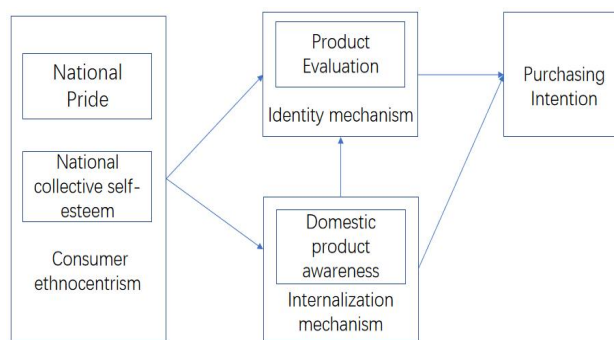 National
Pride
National
collective self-
esteem
Consumer
ethnocentrism
Product
Evaluation
Identity mechanism
Domestic
product
awareness
Internalization
mechanism
Purchasing
Intention